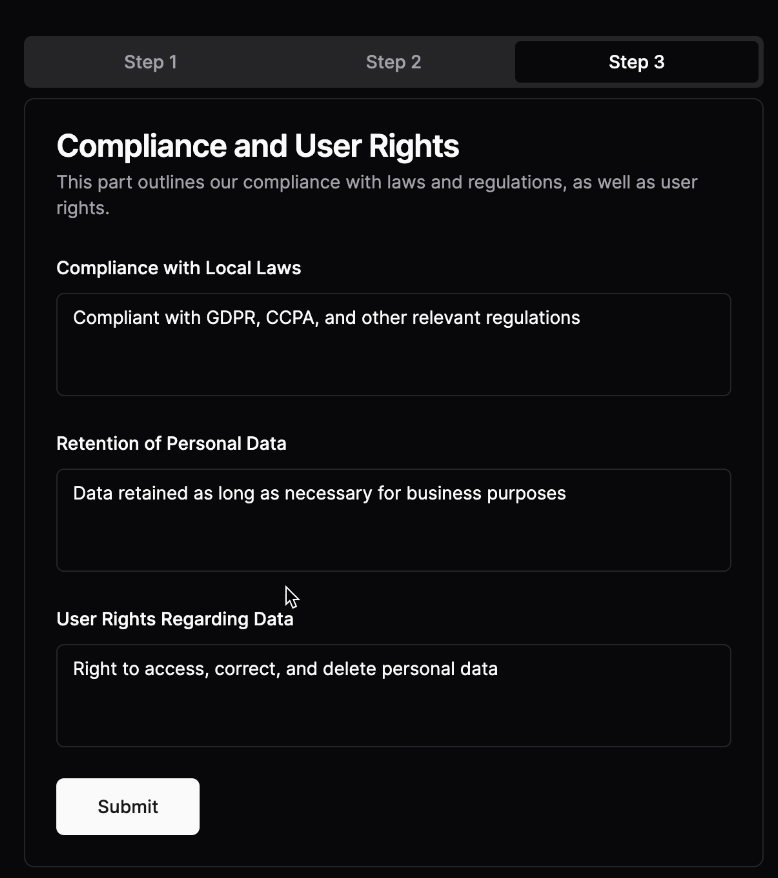 Step 1
Step 2
Step 3
Compliance and User Rights
This part outlines our compliance with laws and regulations, as well as user
rights.
Compliance with Local Laws
Compliant with GDPR, CCPA, and other relevant regulations
Retention of Personal Data
Data retained as long as necessary for business purposes
User Rights Regarding Data
Right to access, correct, and delete personal data
Submit